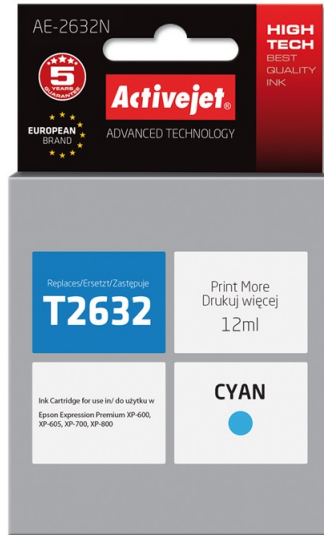 AE-2632N
HIGH
TECH
BEST
QUALITY
INK
5
YEARS
GUARANTEE
Activejet®
EUROPEAN
BRAND
ADVANCED TECHNOLOGY
Replaces/Ersetzt/Zastępuje
T2632
Print More
Drukuj więcej
12ml
Ink Cartridge for use in/ do użytku w
Epson Expression Premium XP-600,
XP-605, XP-700, XP-800
CYAN